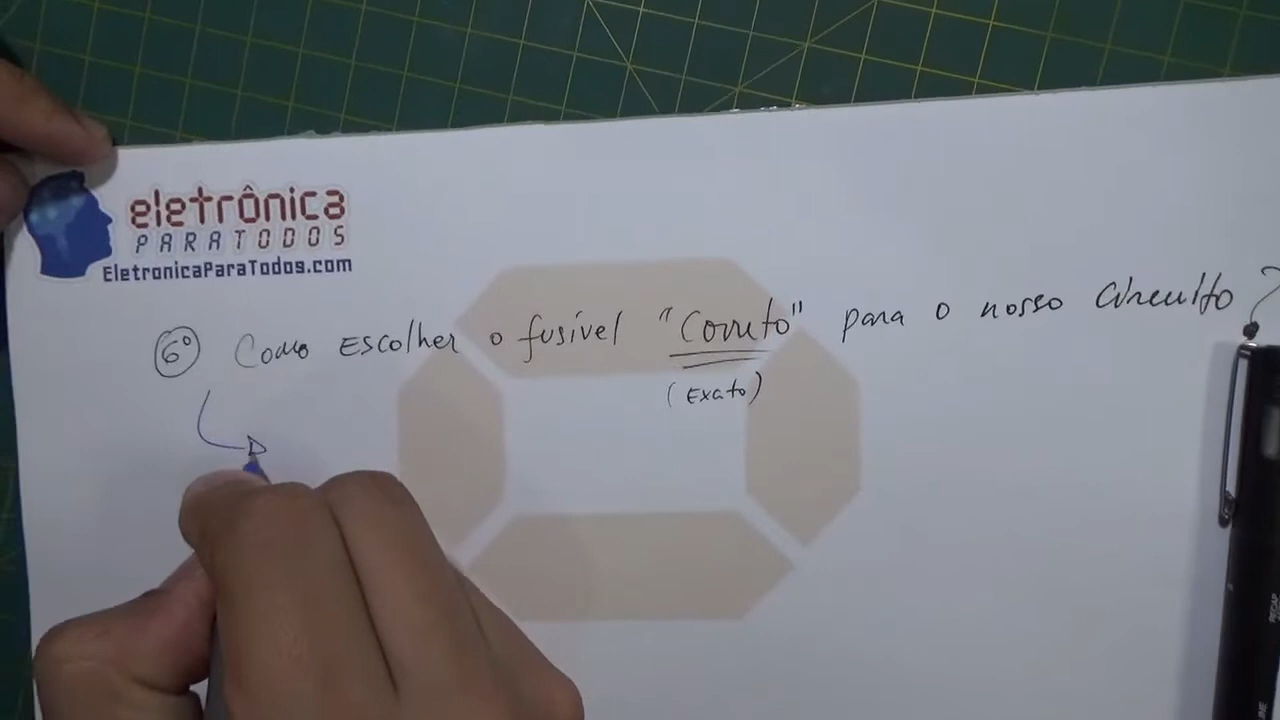 eletrônica
PARATODOS
EletronicaParaTodos.com
6º Como escolher o fusível "Correto" para o nosso circuito?
(Exato)